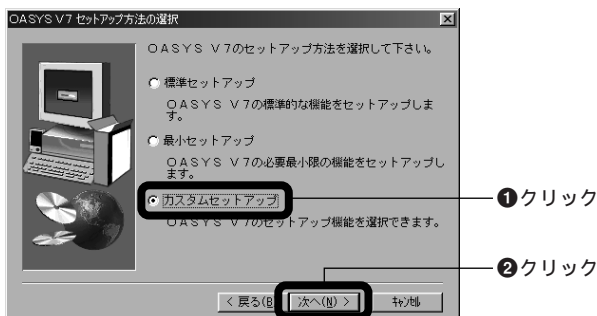 OASYS V7 セットアップ方法の選択
ＯＡＳＹＳ Ｖ7のセットアップ方法を選択して下さい。
標準セットアップ
ＯＡＳＹＳ Ｖ7の標準的な機能をセットアップしま
す。
最小セットアップ
ＯＡＳＹＳ Ｖ7の必要最小限の機能をセットアップし
ます。
カスタムセットアップ
ＯＡＳＹＳ Ｖ7のセットアップ機能を選択できます。
❶クリック
❷クリック
< 戻る(B
次へ(N) >
キャンセル